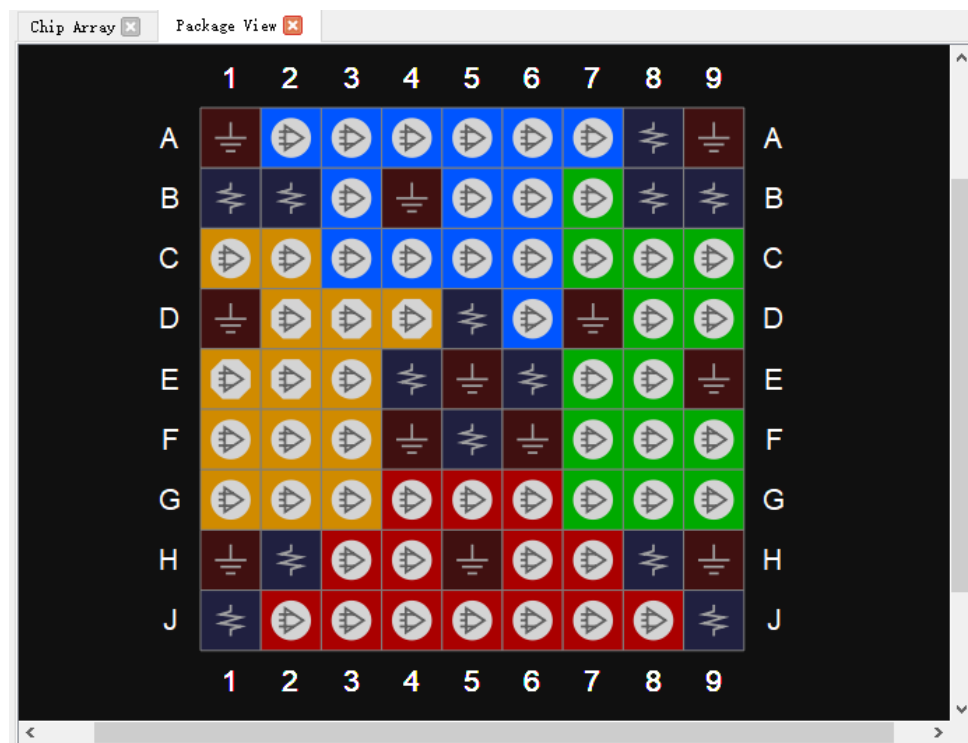 Chip Array Package View
1 2 3 4 5 6 7 8 9
A A
B B
C C
D D
E E
F F
G G
H H
J J
1 2 3 4 5 6 7 8 9